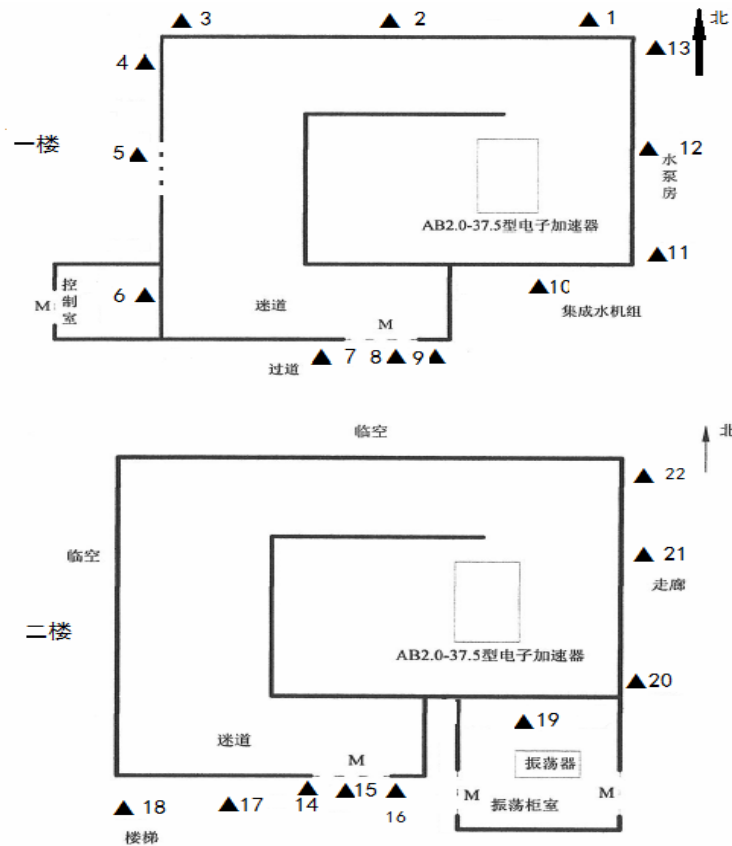 3 2 1 北
4 13
一楼 5 12
水泵房
AB2.0-37.5型电子加速器
11
控制室 6 10
M 迷道 集成水机组
M
过道 7 8 9
临空 北
22
临空 21
走廊
二楼
AB2.0-37.5型电子加速器
20
19
迷道
M 振荡器
18 17 14 15 16 M 振荡柜室 M
楼梯